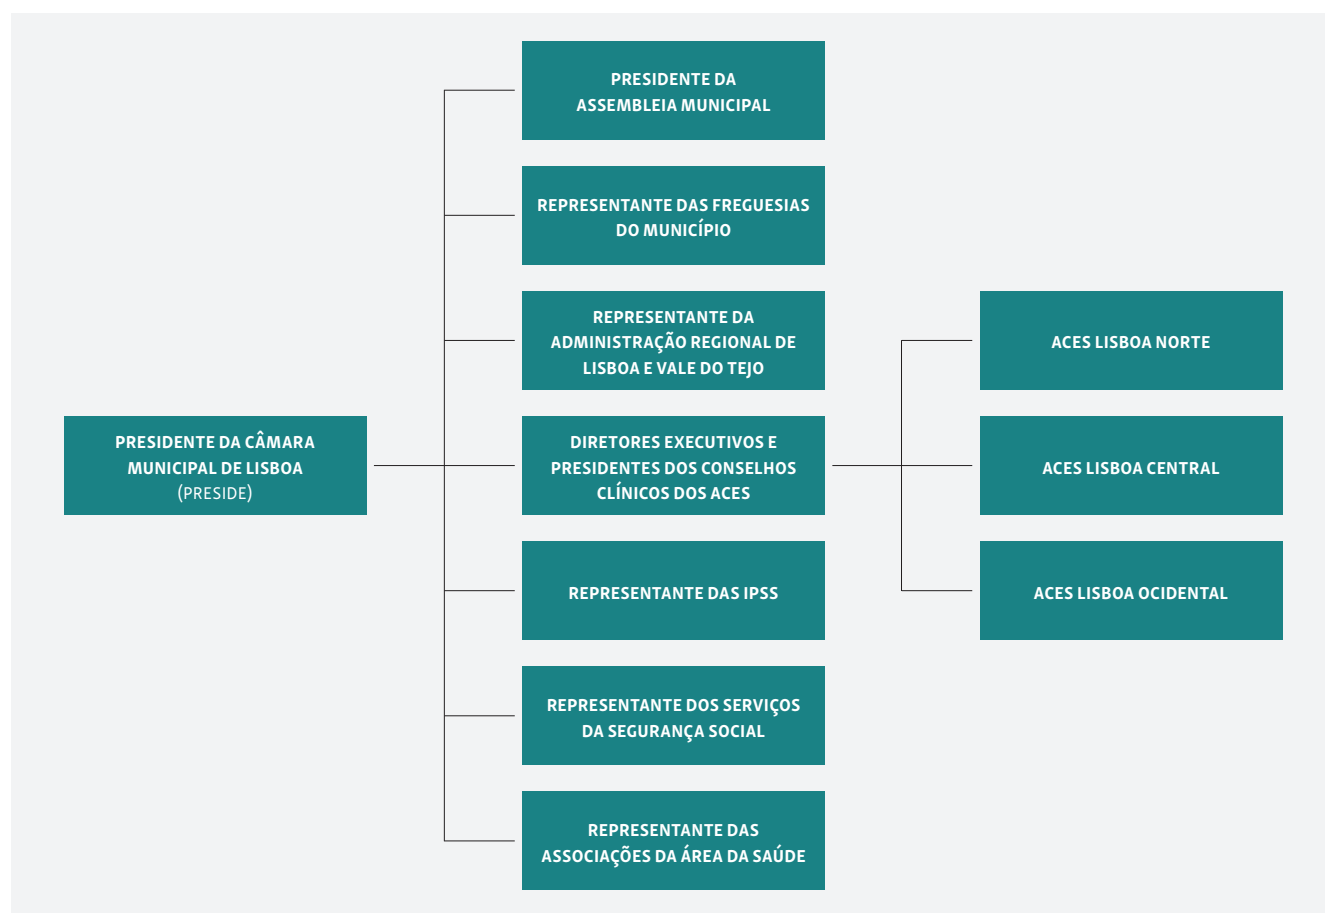 PRESIDENTE DA CÂMARA
MUNICIPAL DE LISBOA
(PRESIDE)
PRESIDENTE DA
ASSEMBLEIA MUNICIPAL
REPRESENTANTE DAS FREGUESIAS
DO MUNICÍPIO
REPRESENTANTE DA
ADMINISTRAÇÃO REGIONAL DE
LISBOA E VALE DO TEJO
DIRETORES EXECUTIVOS E
PRESIDENTES DOS CONSELHOS
CLÍNICOS DOS ACES
REPRESENTANTE DAS IPSS
REPRESENTANTE DOS SERVIÇOS
DA SEGURANÇA SOCIAL
REPRESENTANTE DAS
ASSOCIAÇÕES DA ÁREA DA SAÚDE
ACES LISBOA NORTE
ACES LISBOA CENTRAL
ACES LISBOA OCIDENTAL